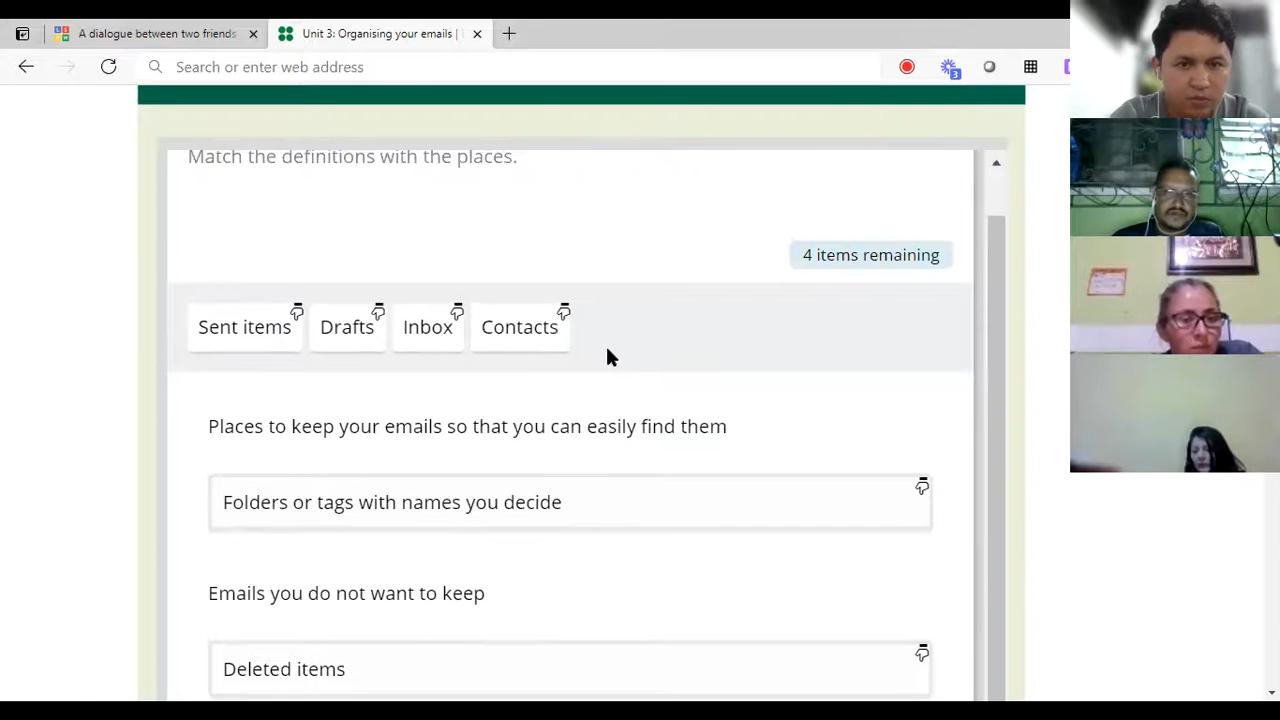 A dialogue between two friends
Unit 3: Organising your emails |
Search or enter web address
3
Match the definitions with the places.
4 items remaining
Sent items Drafts Inbox Contacts
Places to keep your emails so that you can easily find them
Folders or tags with names you decide
Emails you do not want to keep
Deleted items